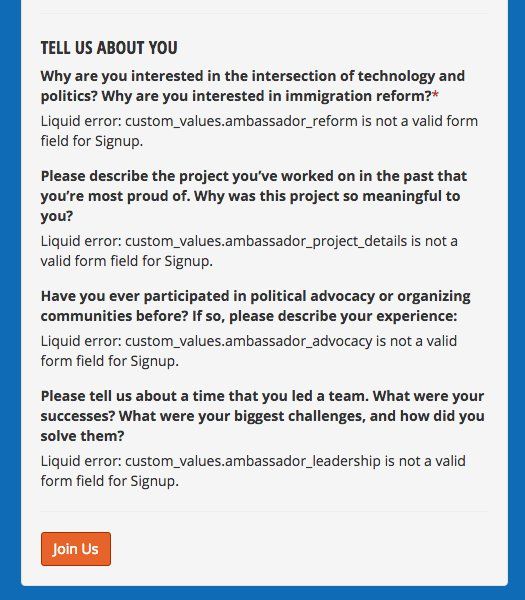 TELL US ABOUT YOU
Why are you interested in the intersection of technology and
politics? Why are you interested in immigration reform?*
Liquid error: custom_values.ambassador_reform is not a valid form
field for Signup.
Please describe the project you’ve worked on in the past that
you’re most proud of. Why was this project so meaningful to
you?
Liquid error: custom_values.ambassador_project_details is not a
valid form field for Signup.
Have you ever participated in political advocacy or organizing
communities before? If so, please describe your experience:
Liquid error: custom_values.ambassador_advocacy is not a valid
form field for Signup.
Please tell us about a time that you led a team. What were your
successes? What were your biggest challenges, and how did you
solve them?
Liquid error: custom_values.ambassador_leadership is not a valid
form field for Signup.
Join Us